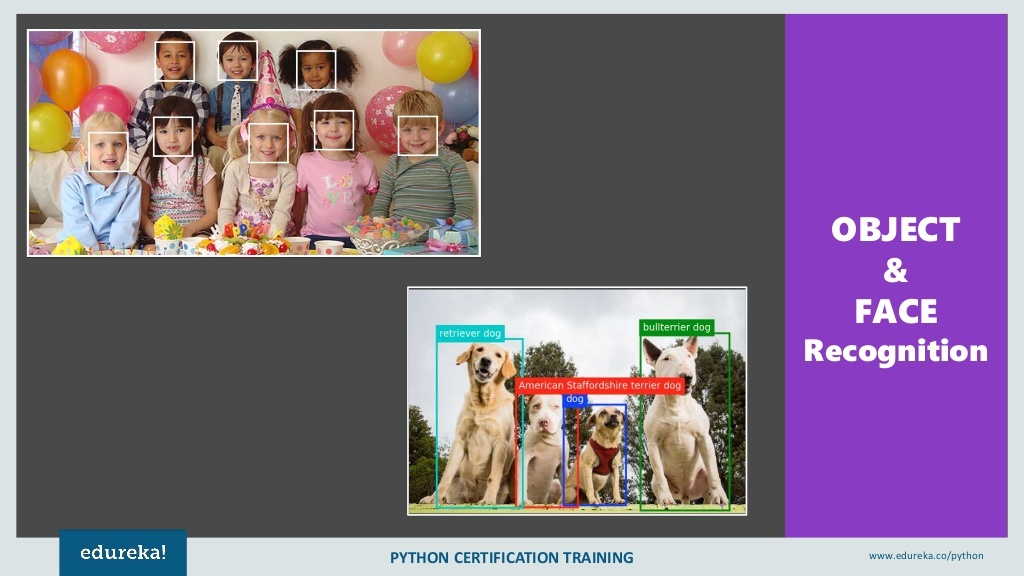 retriever dog
bullterrier dog
American Staffordshire terrier dog
dog
OBJECT
&
FACE
Recognition
edureka!
PYTHON CERTIFICATION TRAINING
www.edureka.co/python